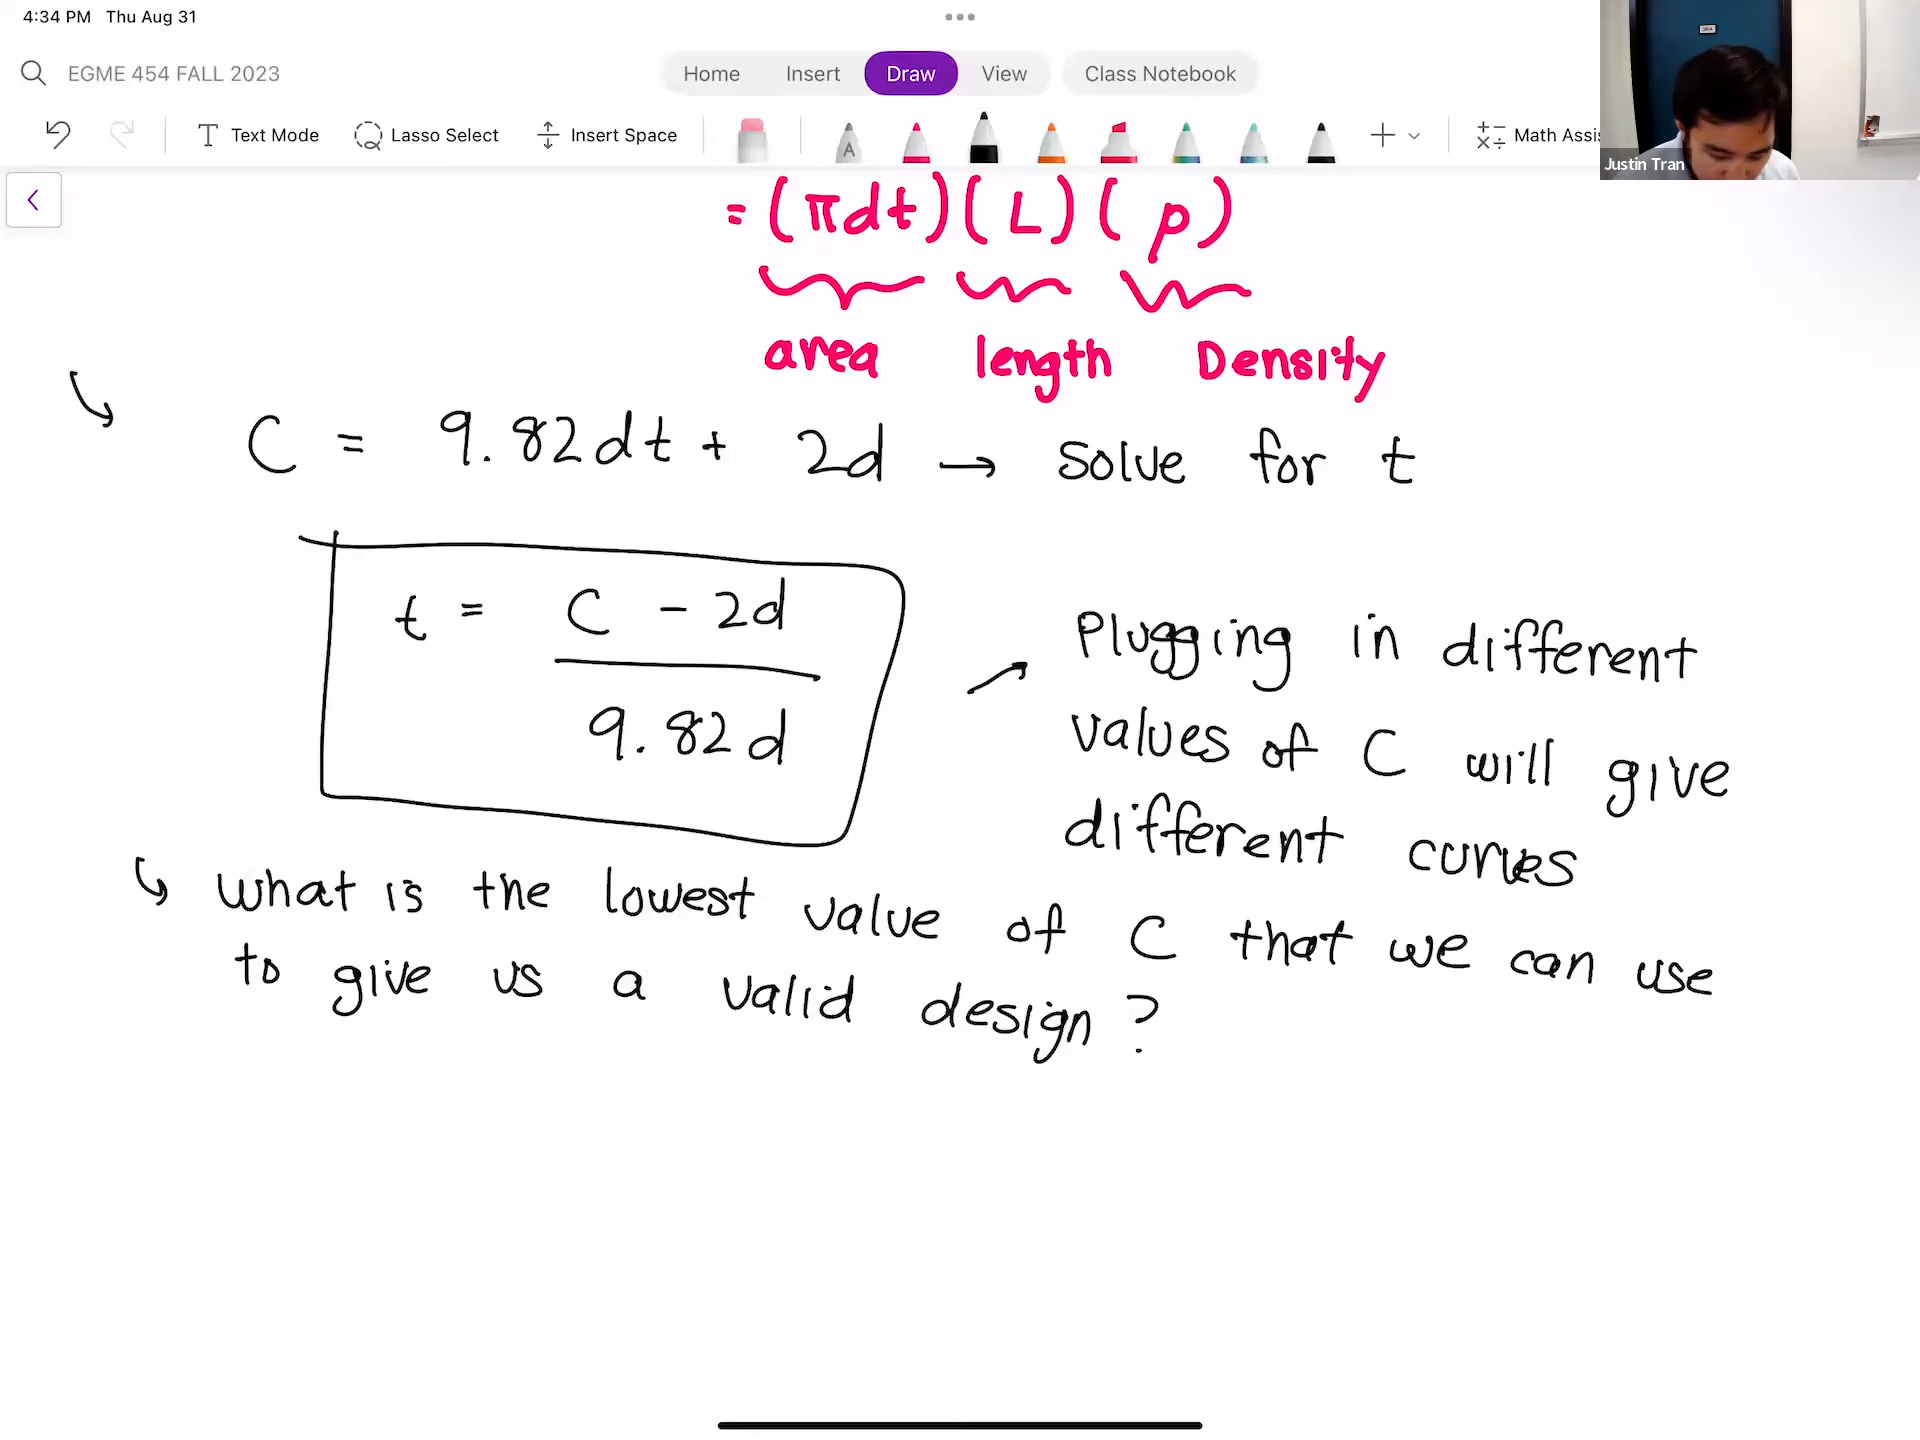 4:34 PM Thu Aug 31
EGME 454 FALL 2023
Home Insert Draw View Class Notebook
Text Mode Lasso Select Insert Space Math Assis
Justin Tran
= (πdt)(L)(ρ)
area length Density
C = 9.82dt + 2d → solve for t
t = C - 2d
9.82d
Plugging in different
values of C will give
different curves
What is the lowest value of C that we can use
to give us a valid design?